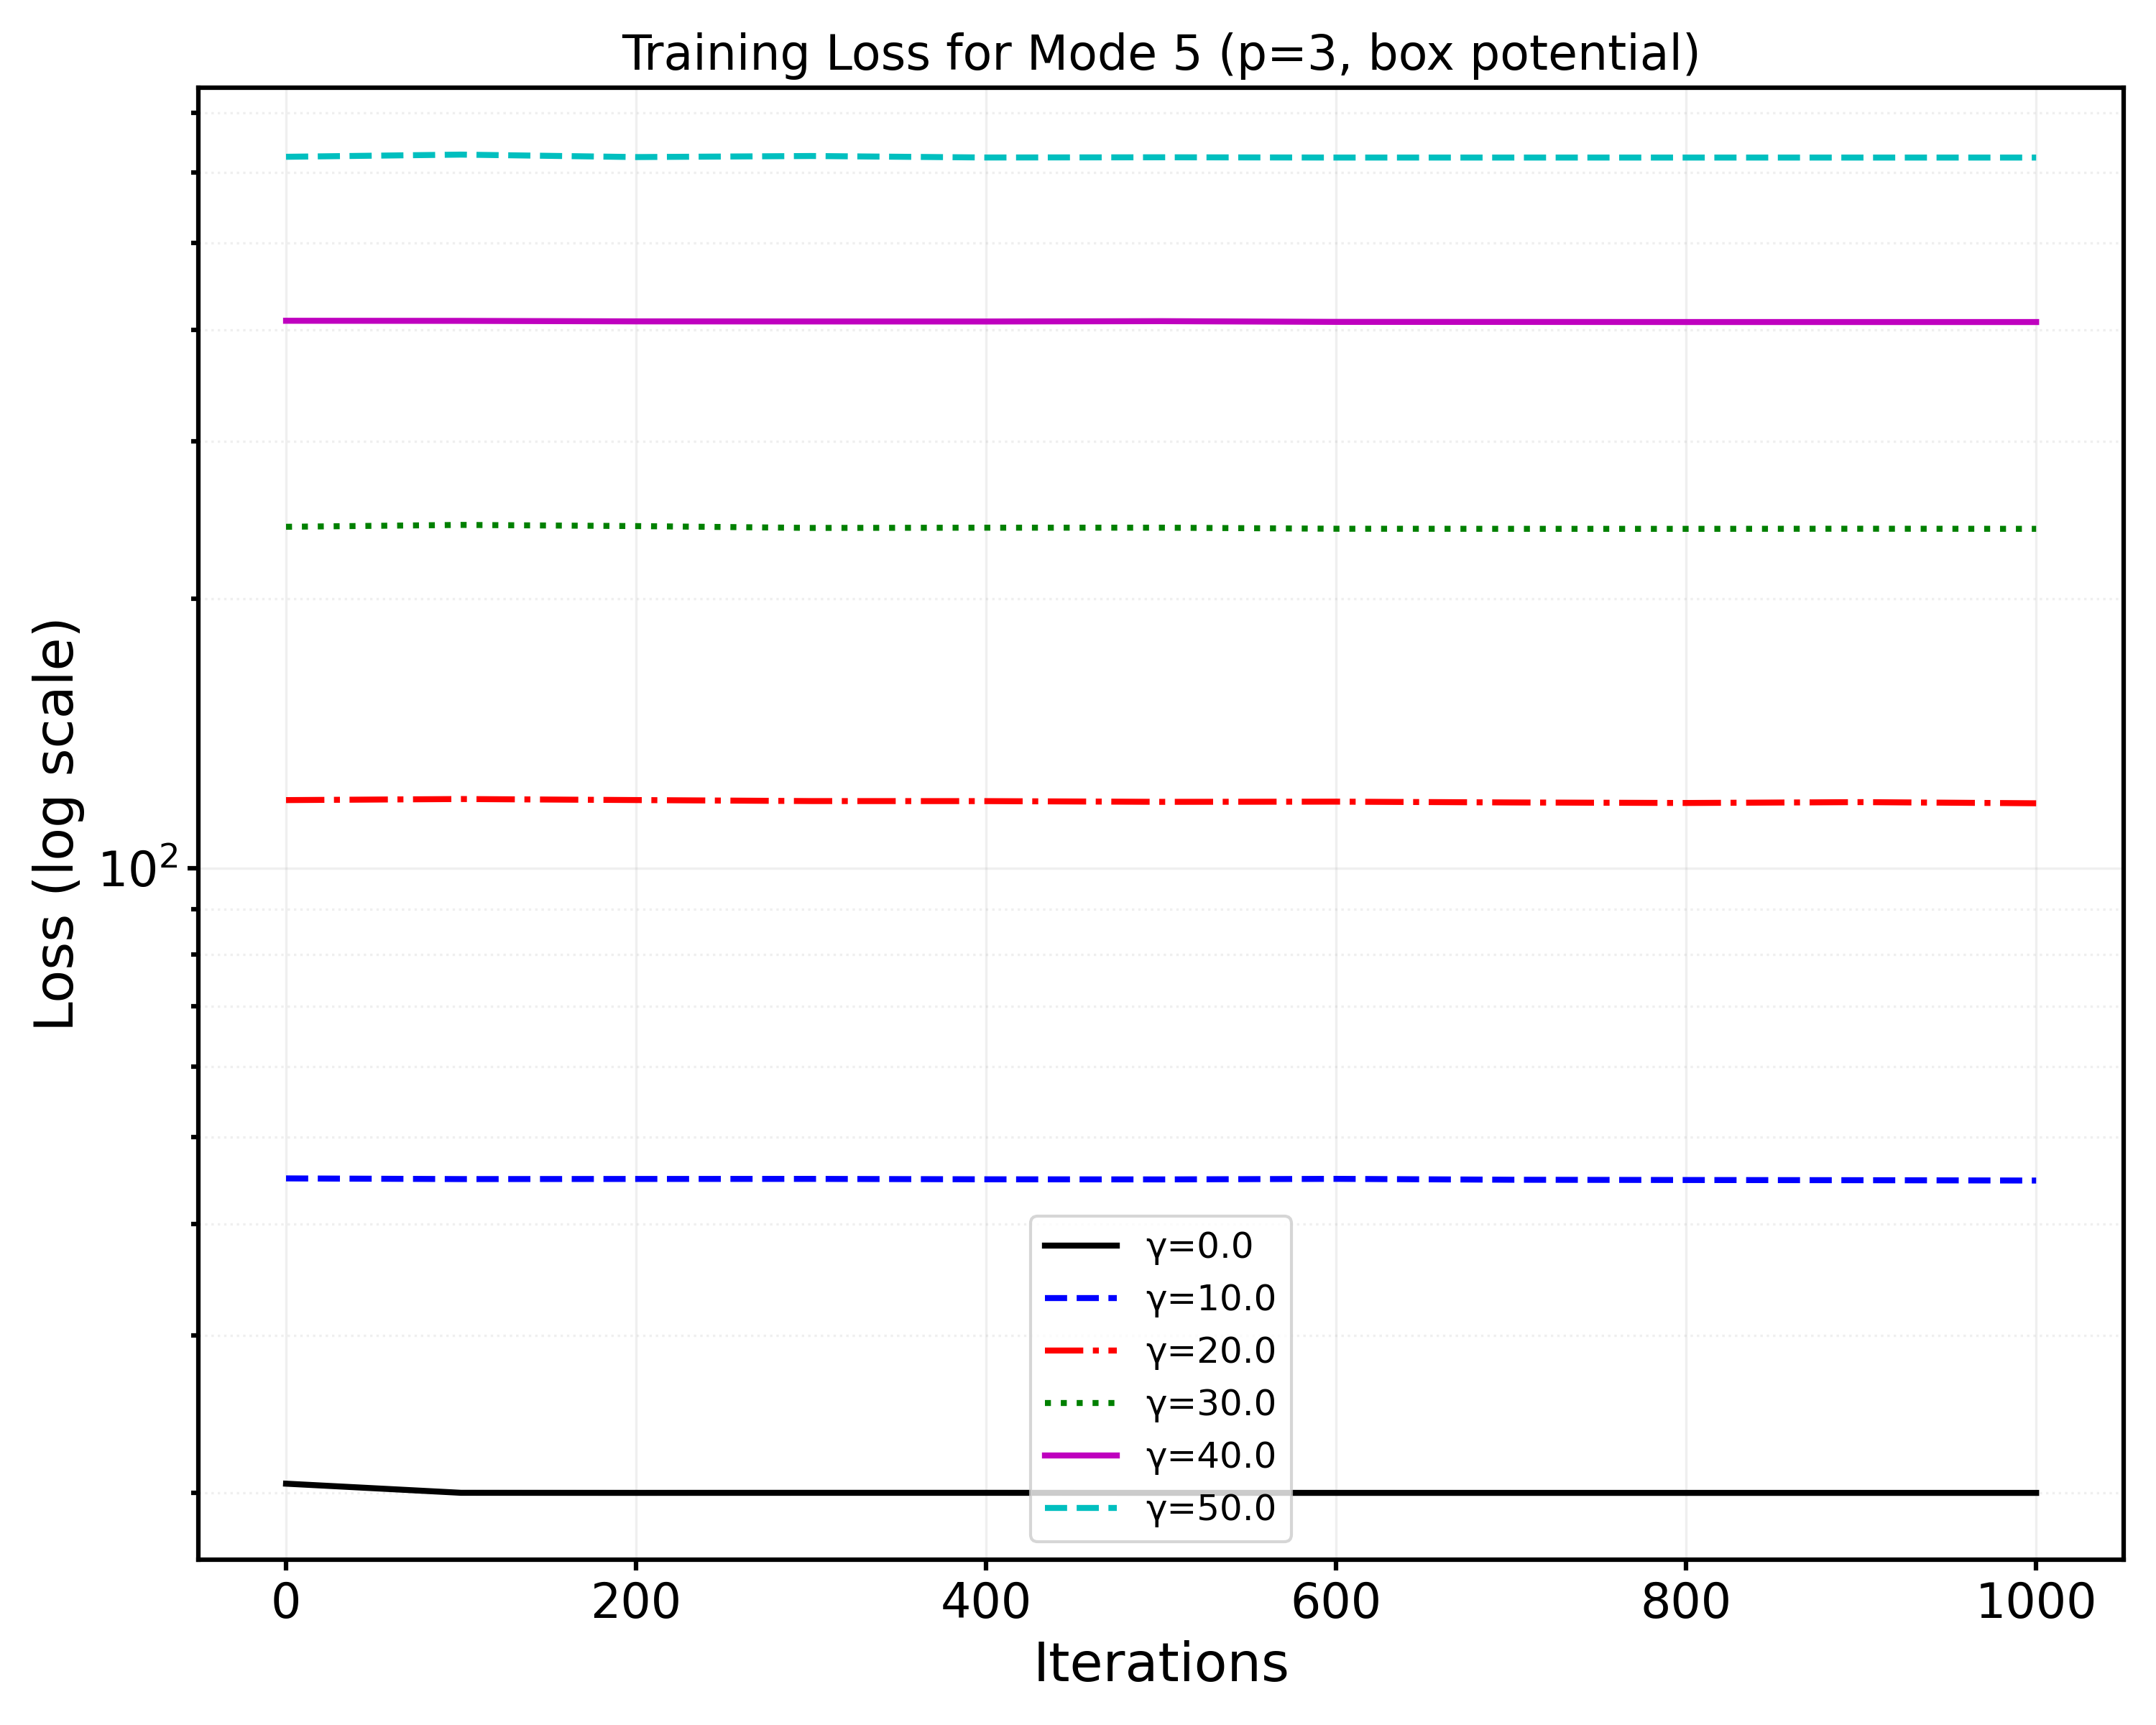 Training Loss for Mode 5 (p=3, box potential)
Loss (log scale)
10²
γ=0.0
γ=10.0
γ=20.0
γ=30.0
γ=40.0
γ=50.0
0 200 400 600 800 1000
Iterations